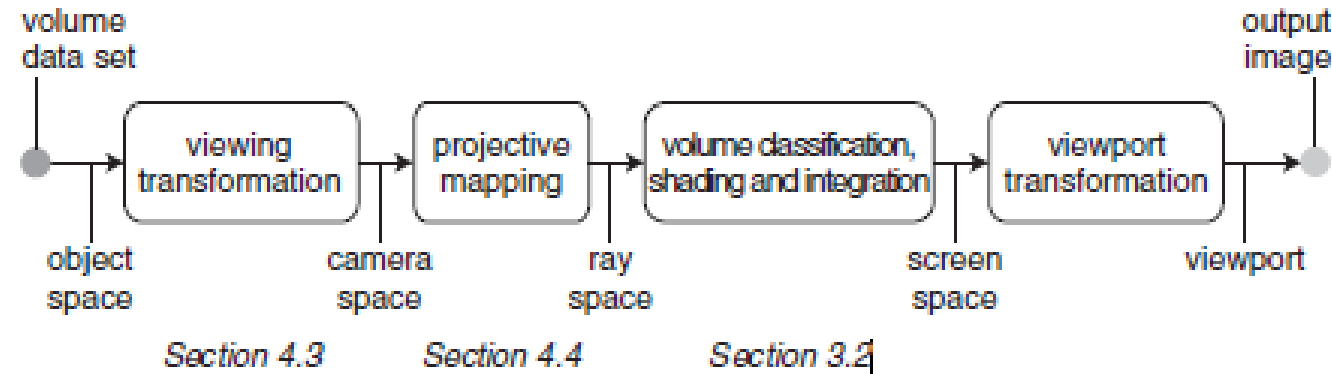 volume
data set
output
image
viewing
transformation
projective
mapping
volume classification,
shading and integration
viewport
transformation
object
space
camera
space
ray
space
screen
space
viewport
Section 4.3
Section 4.4
Section 3.2